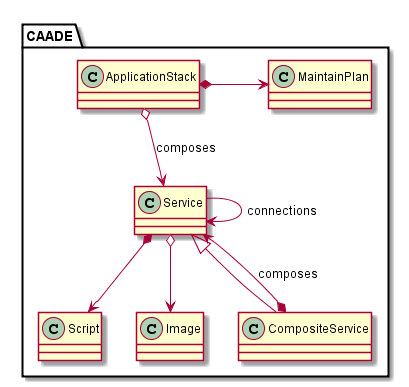 CAADE
C ApplicationStack
C MaintainPlan
composes
C Service
connections
composes
C Script
C Image
C CompositeService